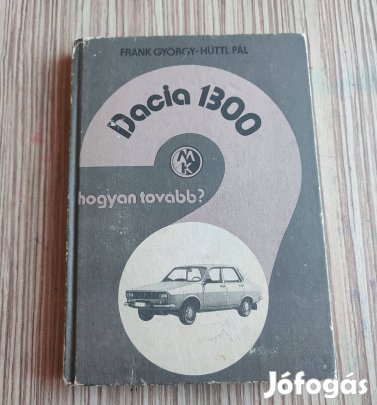 FRANK GYÖRGY-HÜTTL PÁL
Dacia 1300
MK
hogyan tovább?
Jófogás